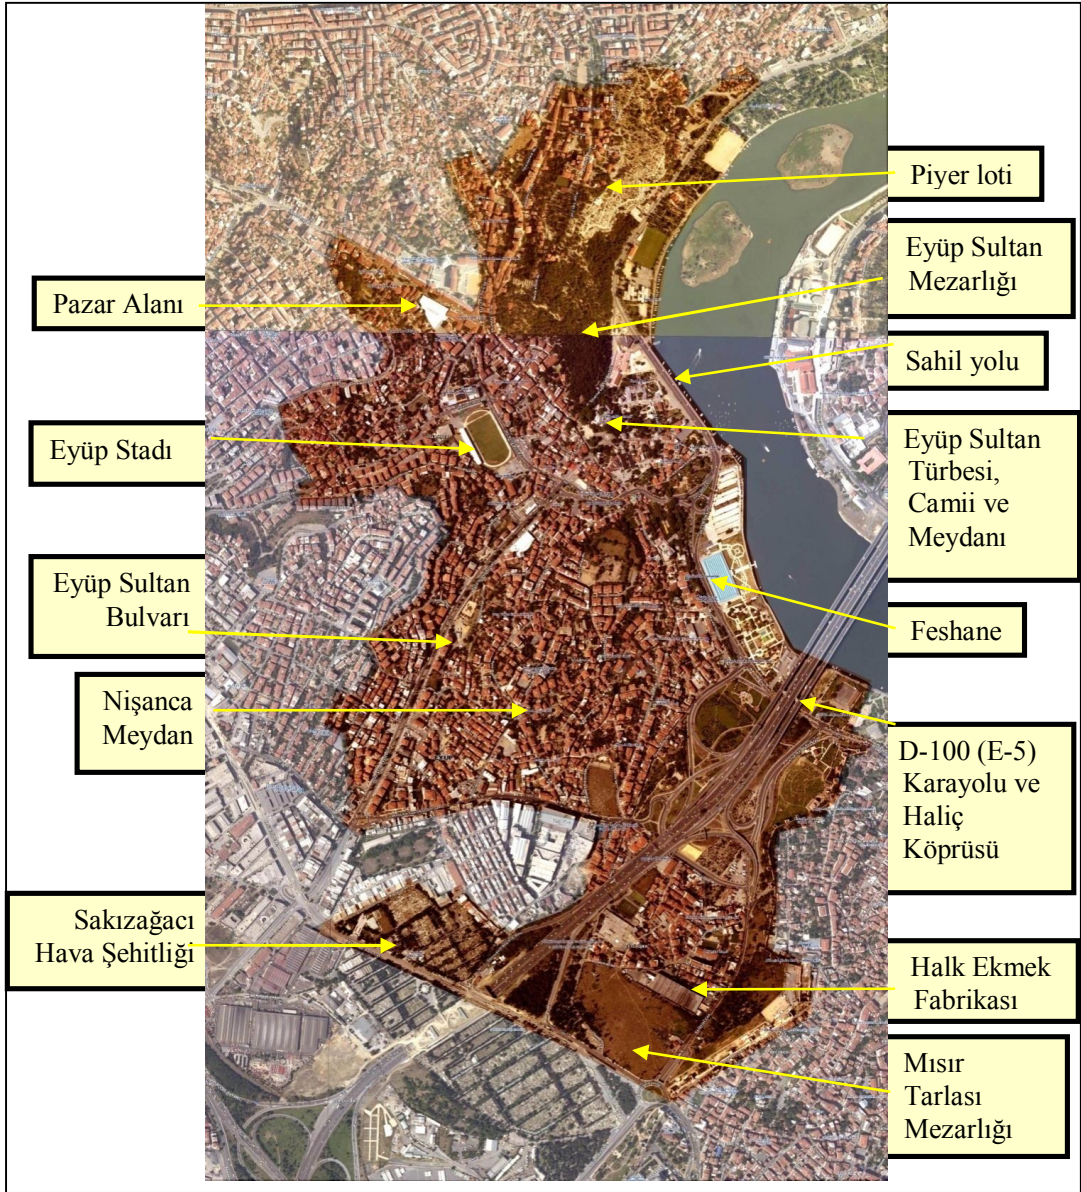 Piyer loti
Eyüp Sultan
Mezarlığı
Pazar Alanı
Sahil yolu
Eyüp Stadı
Eyüp Sultan
Türbesi,
Camii ve
Meydanı
Eyüp Sultan
Bulvarı
Feshane
Nişanca
Meydan
D-100 (E-5)
Karayolu ve
Haliç
Köprüsü
Sakızağacı
Hava Şehitliği
Halk Ekmek
Fabrikası
Mısır
Tarlası
Mezarlığı